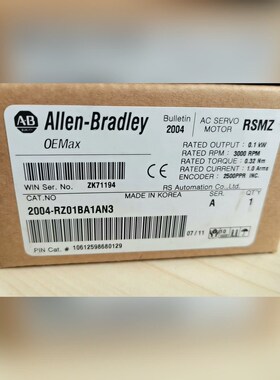 AB Allen-Bradley
OEMax
Bulletin 2004
AC SERVO MOTOR
RSMZ
RATED OUTPUT : 0.1 kW
RATED RPM : 3000 RPM
RATED TORQUE : 0.32 Nm
RATED CURRENT : 1.0 Arms
ENCODER : 2500PPR INC.
WIN Ser. No. ZK71194
RS Automation Co., Ltd.
MADE IN KOREA
CAT.NO
SER. Q'TY
2004-RZ01BA1AN3
A 1
07/11
PIN Cat. # 10612598680129